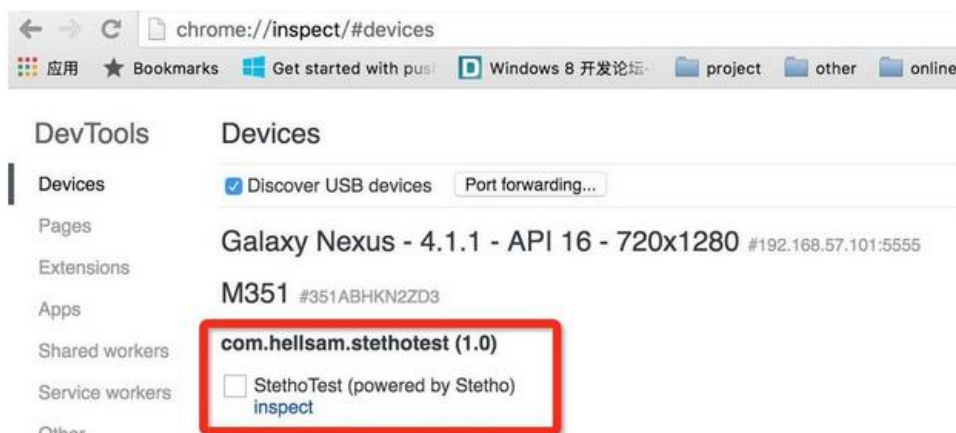 chrome://inspect/#devices
应用 Bookmarks Get started with pus Windows 8 开发论坛- project other online
DevTools
Devices
Devices
Discover USB devices Port forwarding...
Pages
Galaxy Nexus - 4.1.1 - API 16 - 720x1280 #192.168.57.101:5555
Extensions
M351 #351ABHKN2ZD3
Apps
com.hellsam.stethotest (1.0)
Shared workers
StethoTest (powered by Stetho)
Service workers
inspect
Other